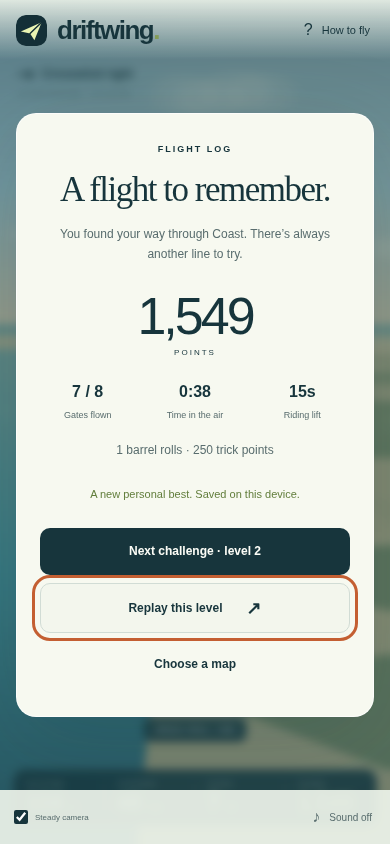 driftwing.
? How to fly
FLIGHT LOG
A flight to remember.
You found your way through Coast. There's always
another line to try.
1,549
POINTS
7 / 8
Gates flown
0:38
Time in the air
15s
Riding lift
1 barrel rolls · 250 trick points
A new personal best. Saved on this device.
Next challenge · level 2
Replay this level ↗
Choose a map
Steady camera
♪ Sound off